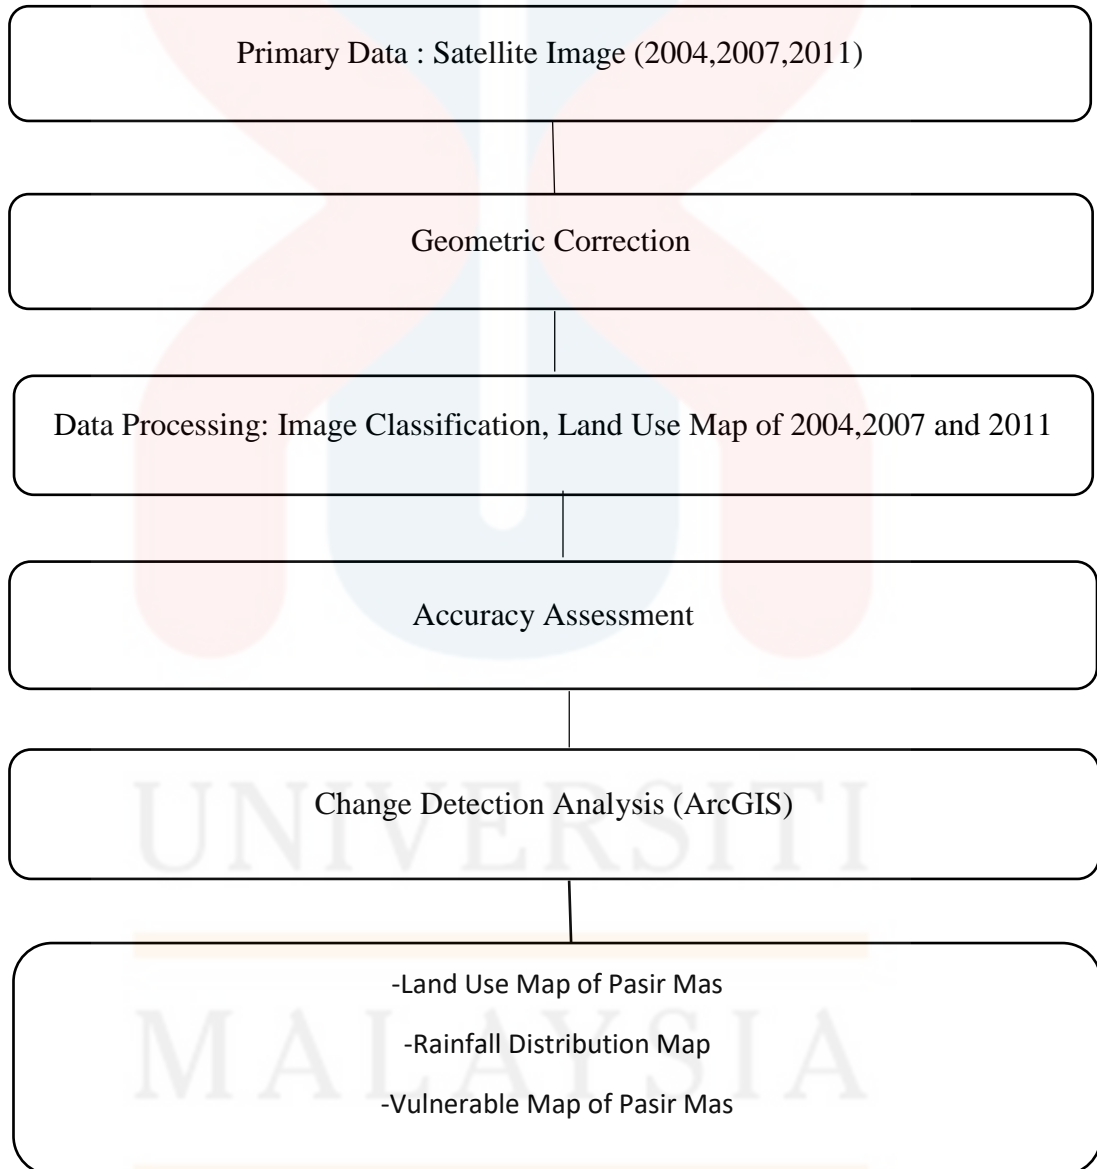 Primary Data : Satellite Image (2004,2007,2011)
Geometric Correction
Data Processing: Image Classification, Land Use Map of 2004,2007 and 2011
Accuracy Assessment
Change Detection Analysis (ArcGIS)
UNIVERSITI
-Land Use Map of Pasir Mas
-Rainfall Distribution Map
MALAYSIA
-Vulnerable Map of Pasir Mas